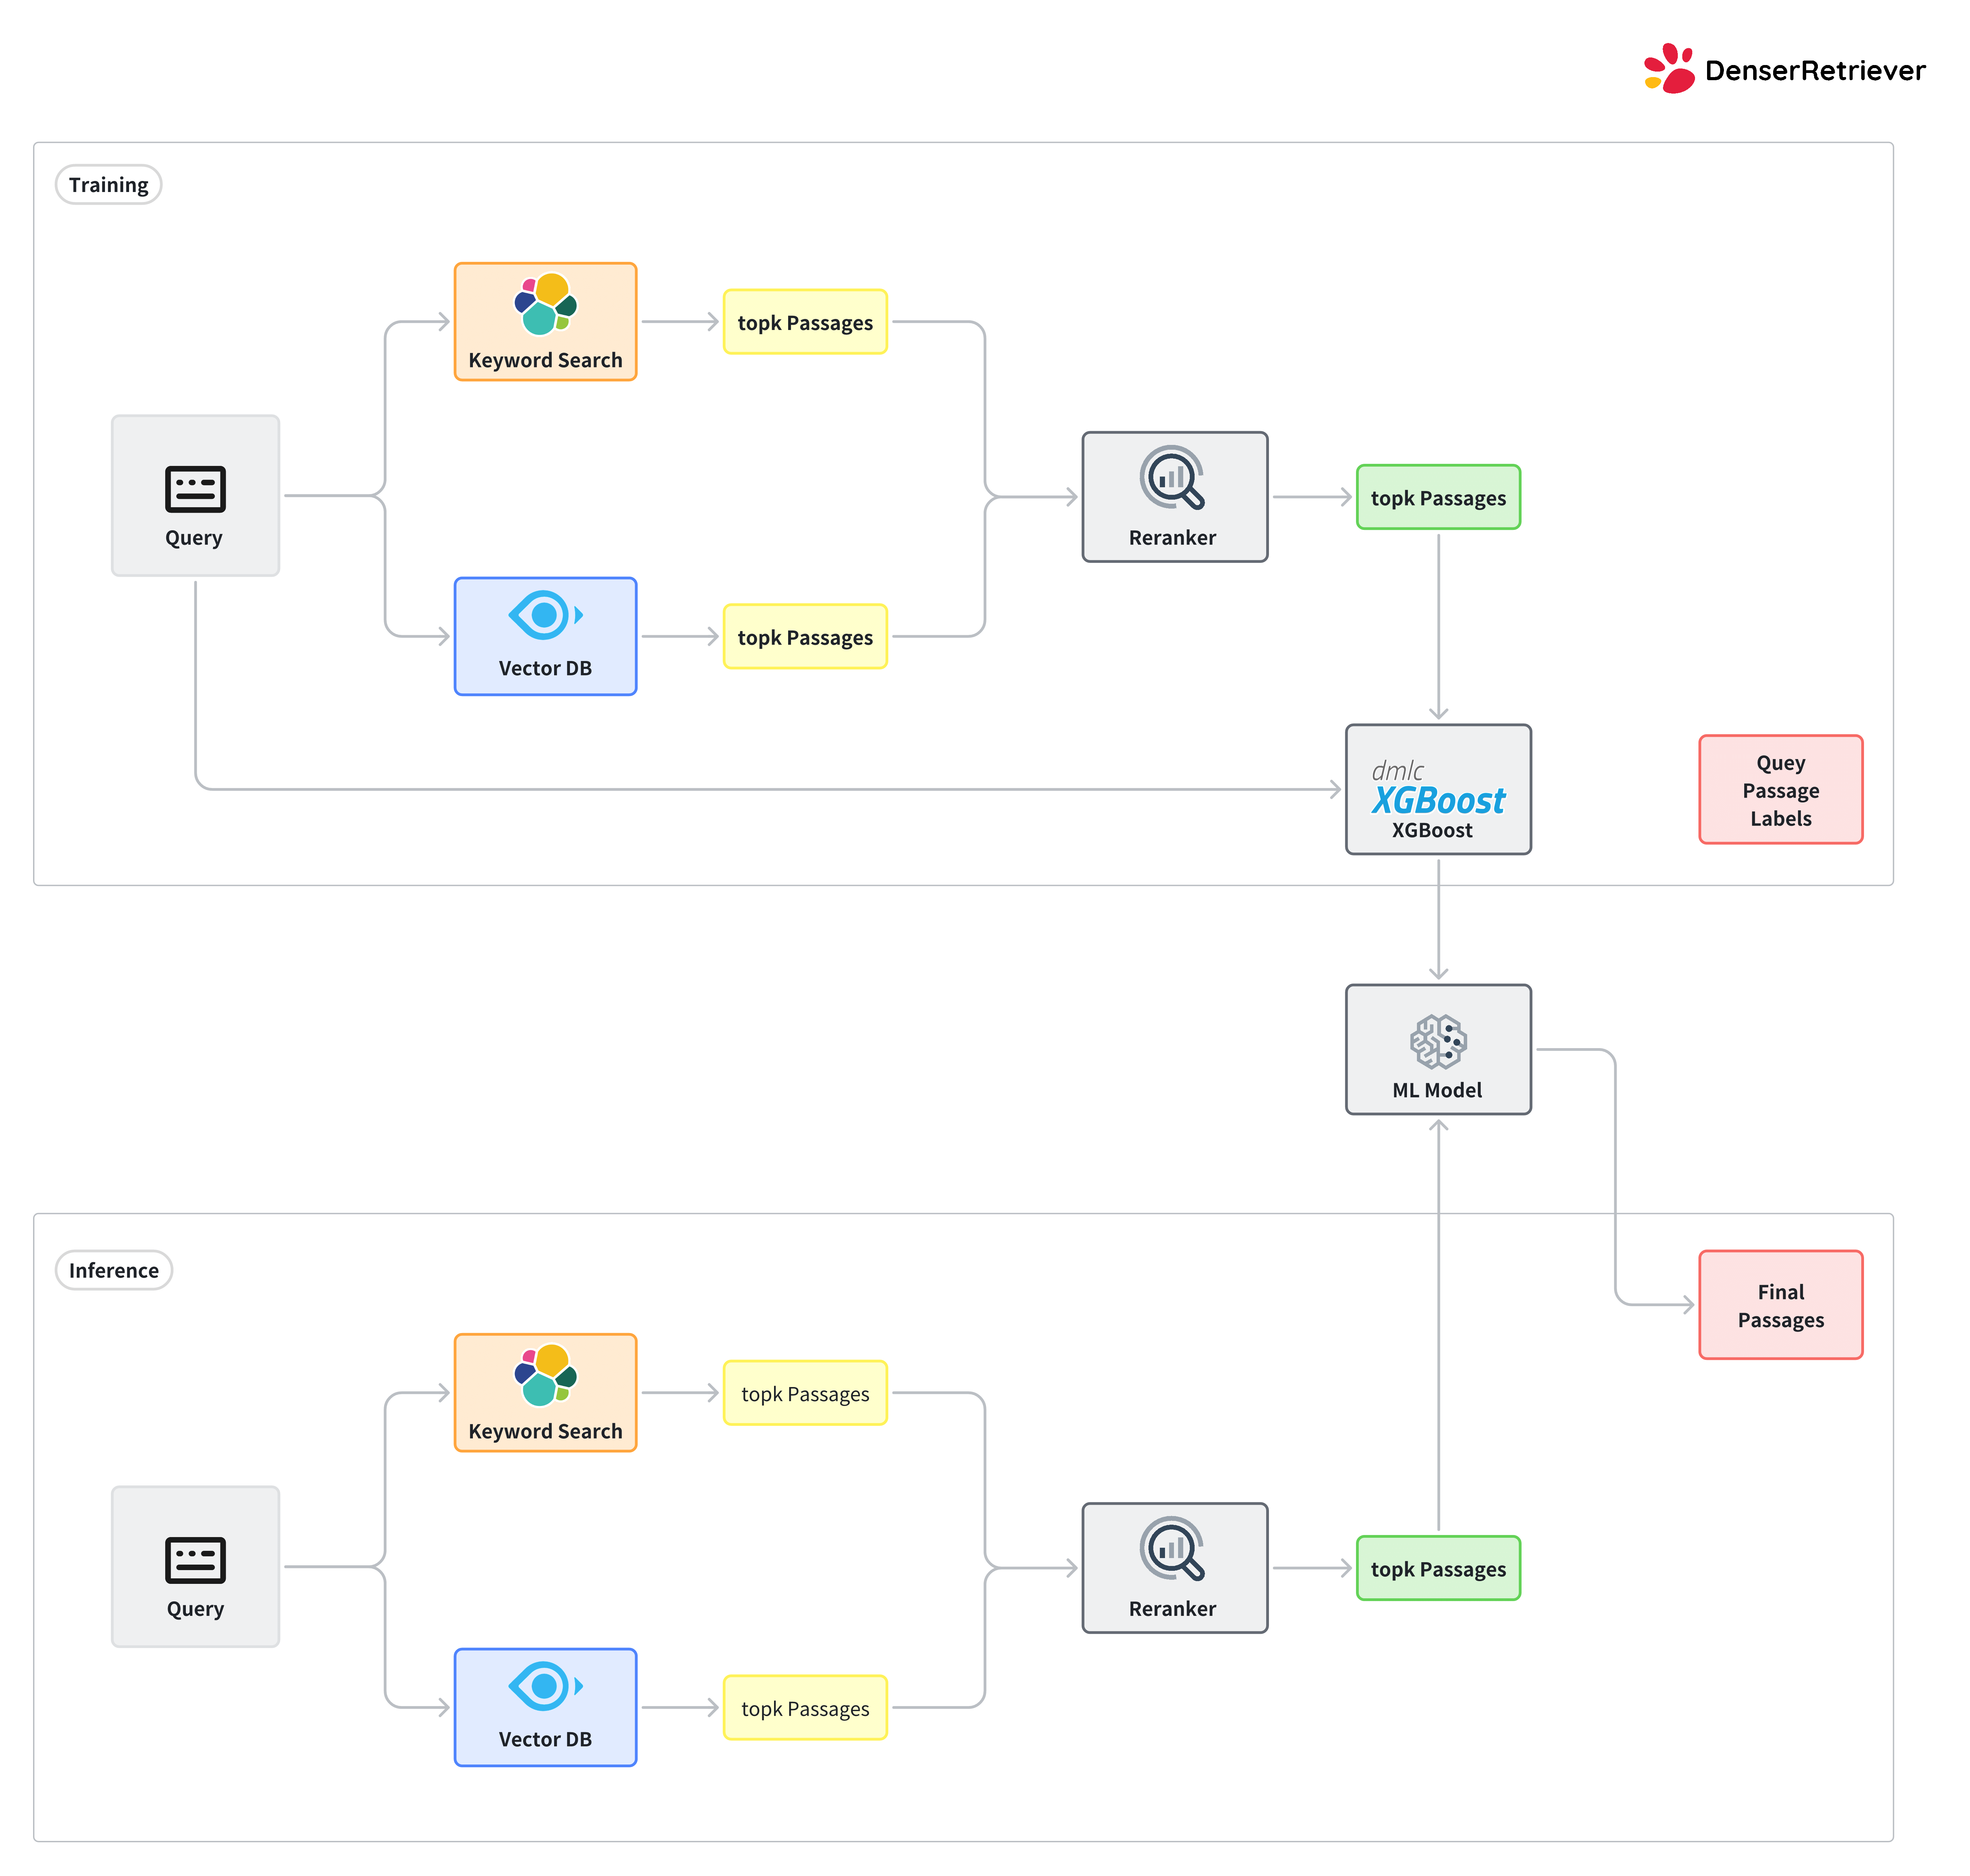 DenserRetriever
Training
Keyword Search
topk Passages
Query
Reranker
topk Passages
Vector DB
topk Passages
dmlc
XGBoost
XGBoost
Quey
Passage
Labels
ML Model
Inference
Final
Passages
Keyword Search
topk Passages
Query
Reranker
topk Passages
Vector DB
topk Passages